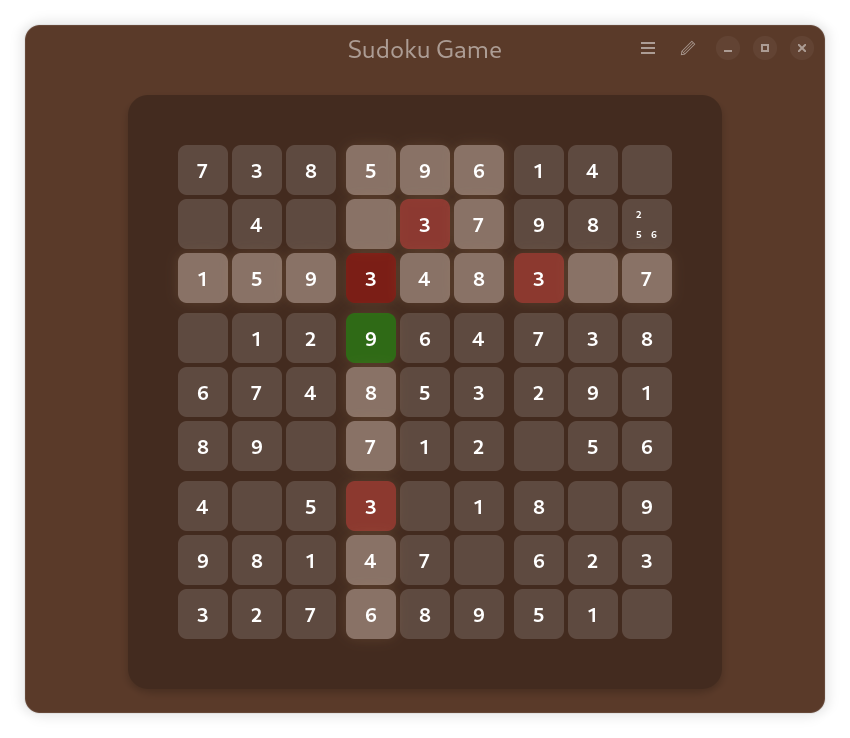 Sudoku Game
7 3 8 5 9 6 1 4
4 3 7 9 8 2 5 6
1 5 9 3 4 8 3 7
1 2 9 6 4 7 3 8
6 7 4 8 5 3 2 9 1
8 9 7 1 2 5 6
4 5 3 1 8 9
9 8 1 4 7 6 2 3
3 2 7 6 8 9 5 1